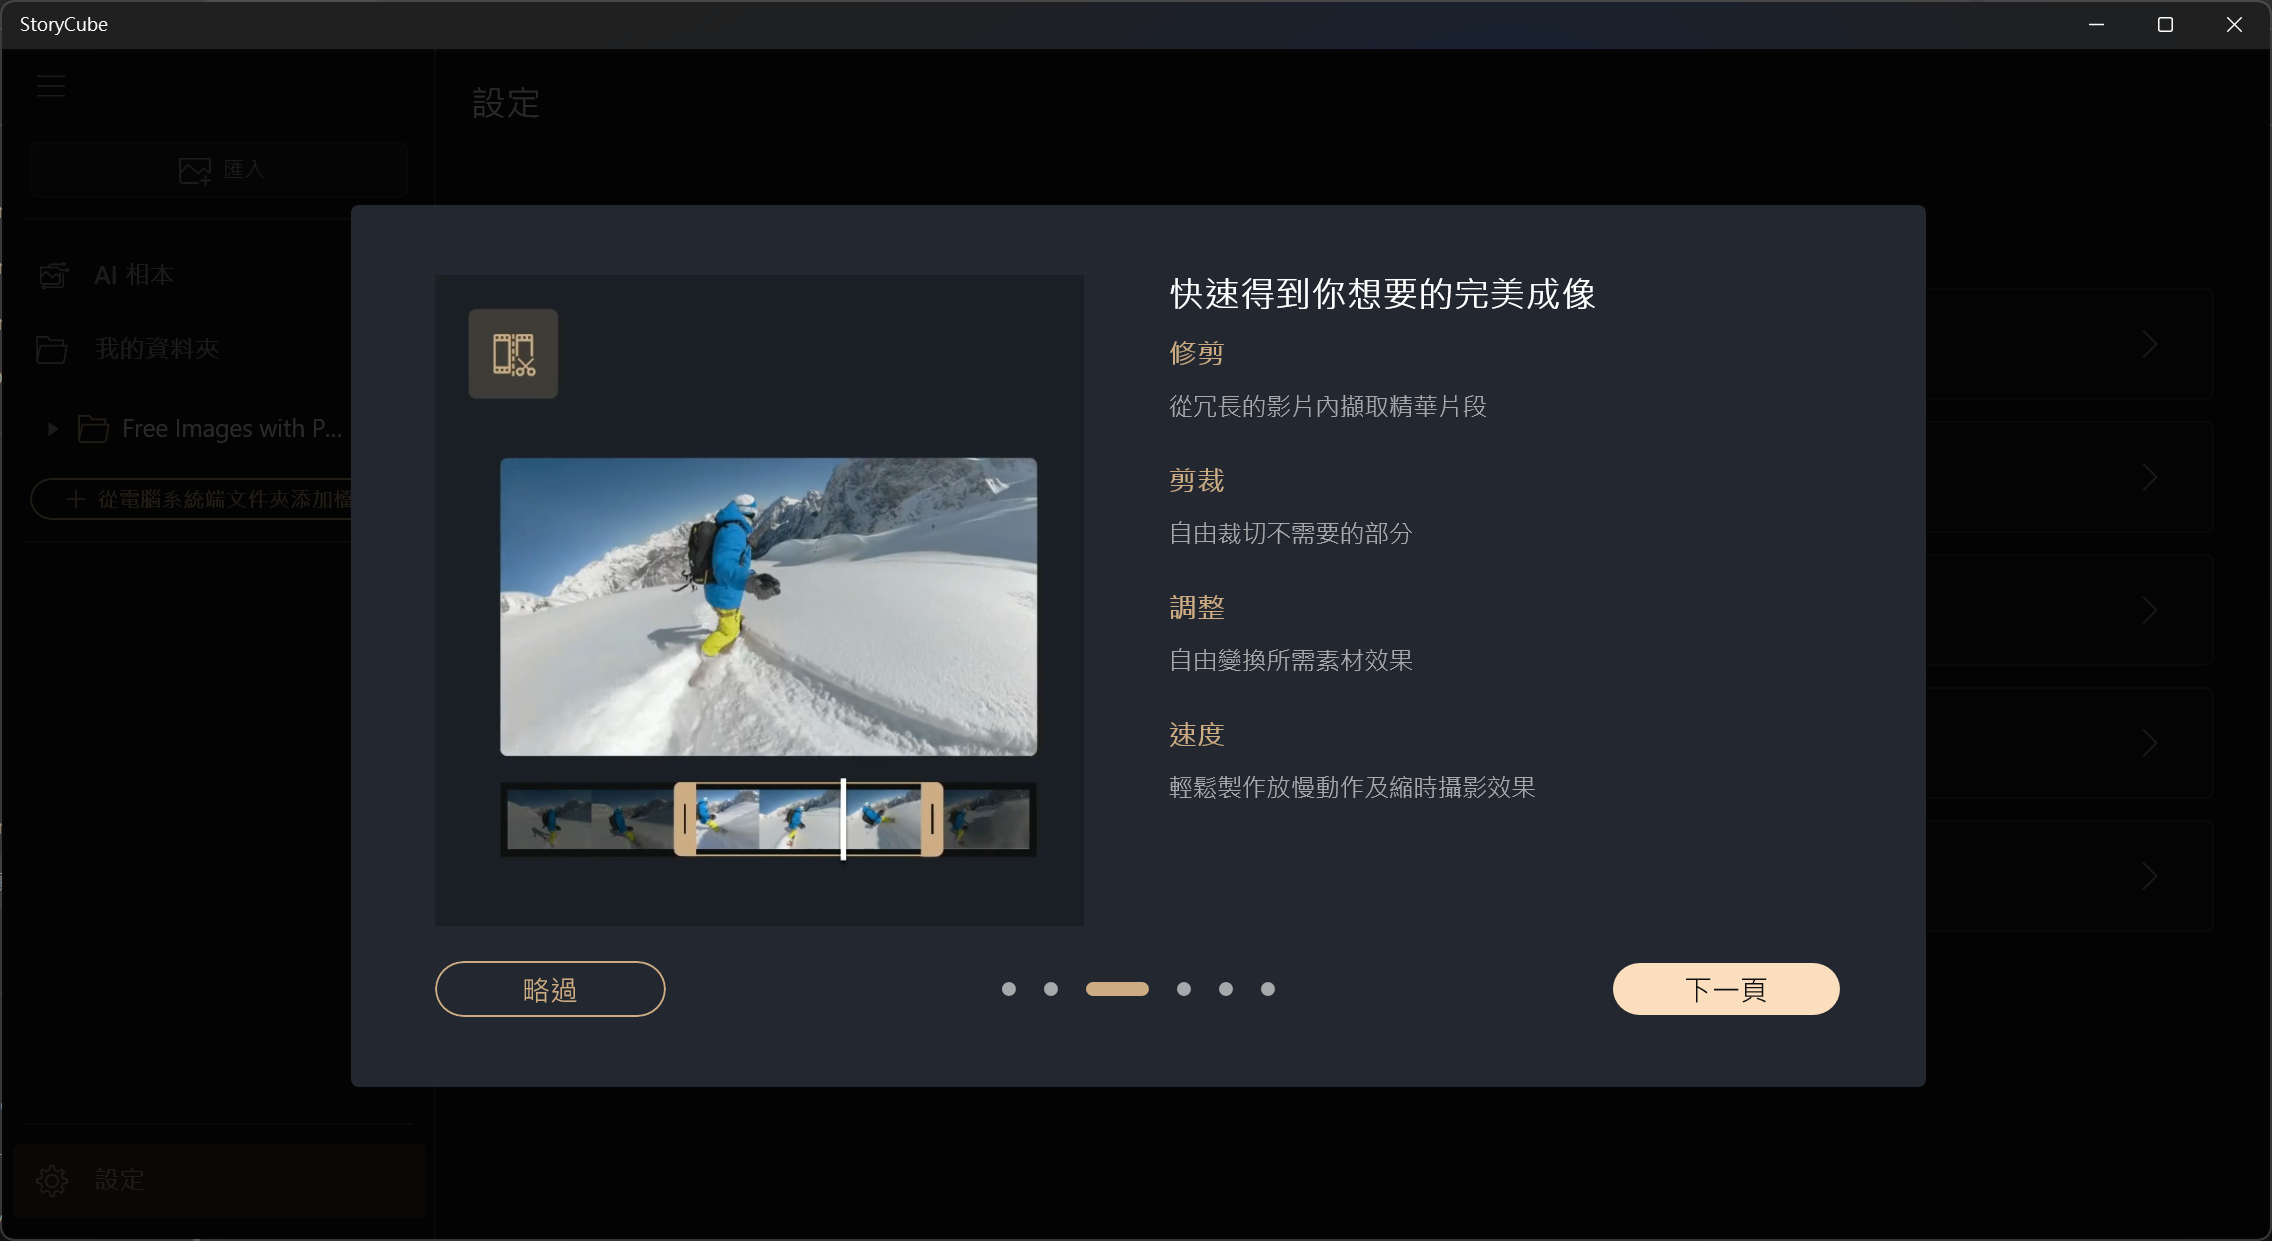 StoryCube
設定
匯入
AI 相本
我的資料夾
Free Images with P...
從電腦系統端文件夾添加檔
設定
快速得到你想要的完美成像
修剪
從冗長的影片內擷取精華片段
剪裁
自由裁切不需要的部分
調整
自由變換所需素材效果
速度
輕鬆製作放慢動作及縮時攝影效果
略過
下一頁